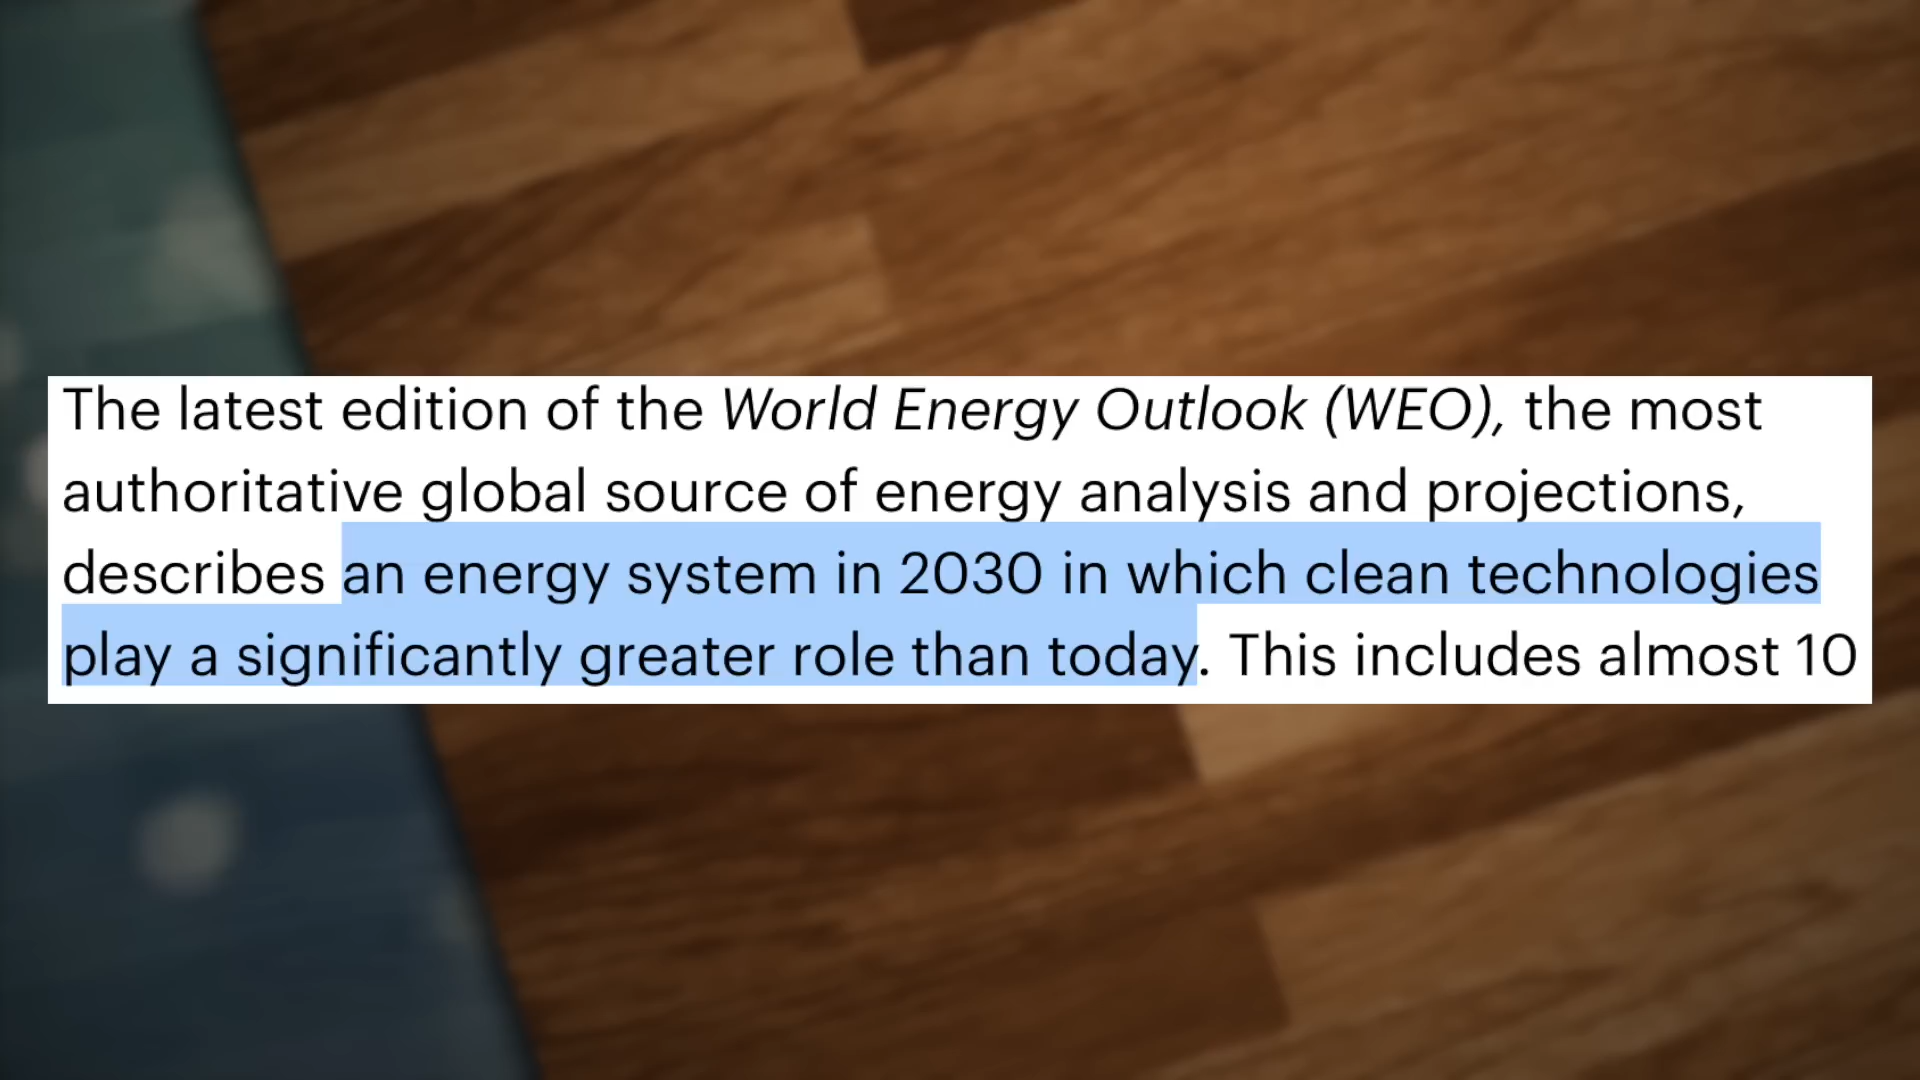 The latest edition of the World Energy Outlook (WEO), the most
authoritative global source of energy analysis and projections,
describes an energy system in 2030 in which clean technologies
play a significantly greater role than today. This includes almost 10